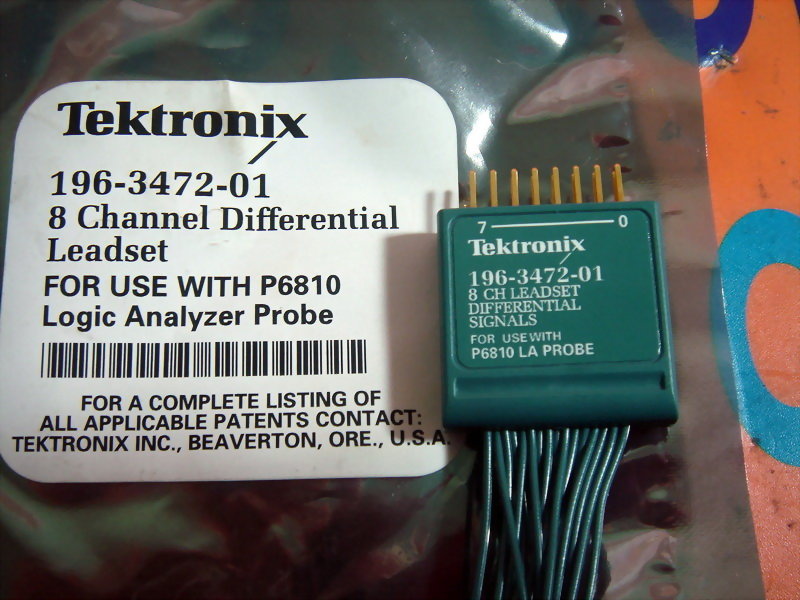 Tektronix
196-3472-01
8 Channel Differential
Leadset
FOR USE WITH P6810
Logic Analyzer Probe
FOR A COMPLETE LISTING OF
ALL APPLICABLE PATENTS CONTACT:
TEKTRONIX INC., BEAVERTON, ORE., U.S.A.
7 0
Tektronix
196-3472-01
8 CH LEADSET
DIFFERENTIAL
SIGNALS
FOR USE WITH
P6810 LA PROBE